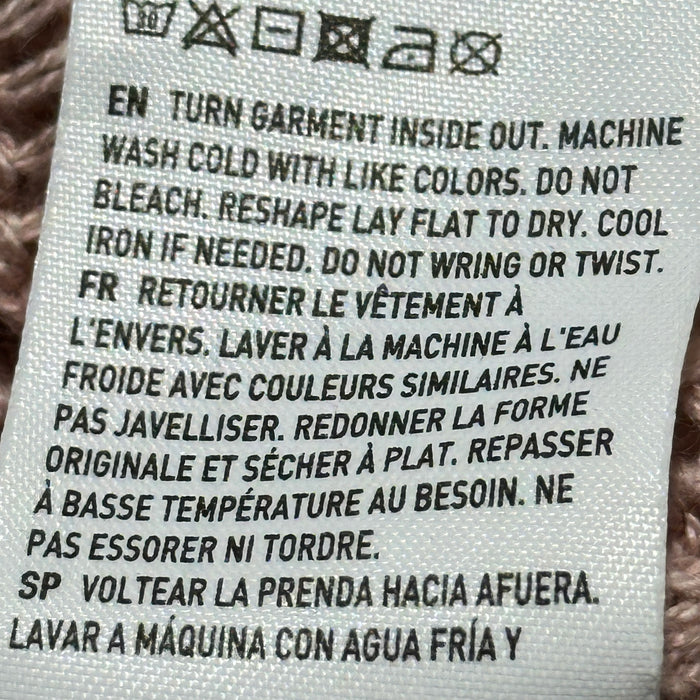 30
EN TURN GARMENT INSIDE OUT. MACHINE
WASH COLD WITH LIKE COLORS. DO NOT
BLEACH. RESHAPE LAY FLAT TO DRY. COOL
IRON IF NEEDED. DO NOT WRING OR TWIST.
FR RETOURNER LE VÊTEMENT À
L'ENVERS. LAVER À LA MACHINE À L'EAU
FROIDE AVEC COULEURS SIMILAIRES. NE
PAS JAVELLISER. REDONNER LA FORME
ORIGINALE ET SÉCHER À PLAT. REPASSER
À BASSE TEMPÉRATURE AU BESOIN. NE
PAS ESSORER NI TORDRE.
SP VOLTEAR LA PRENDA HACIA AFUERA.
LAVAR A MÁQUINA CON AGUA FRÍA Y